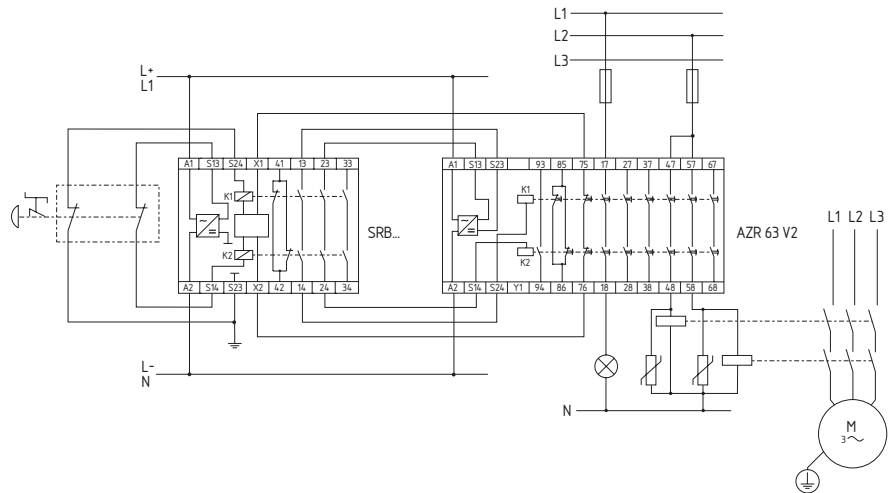 L1
L2
L3
L+
L1
A1 S13 S24 X1 41 13 23 33
A1 S13 S23 93 85 75 17 27 37 47 57 67
K1
K1
SRB...
AZR 63 V2
L1 L2 L3
K2
K2
A2 S14 S23 X2 42 14 24 34
A2 S14 S24 Y1 94 86 76 18 28 38 48 58 68
L-
N
N
M
3